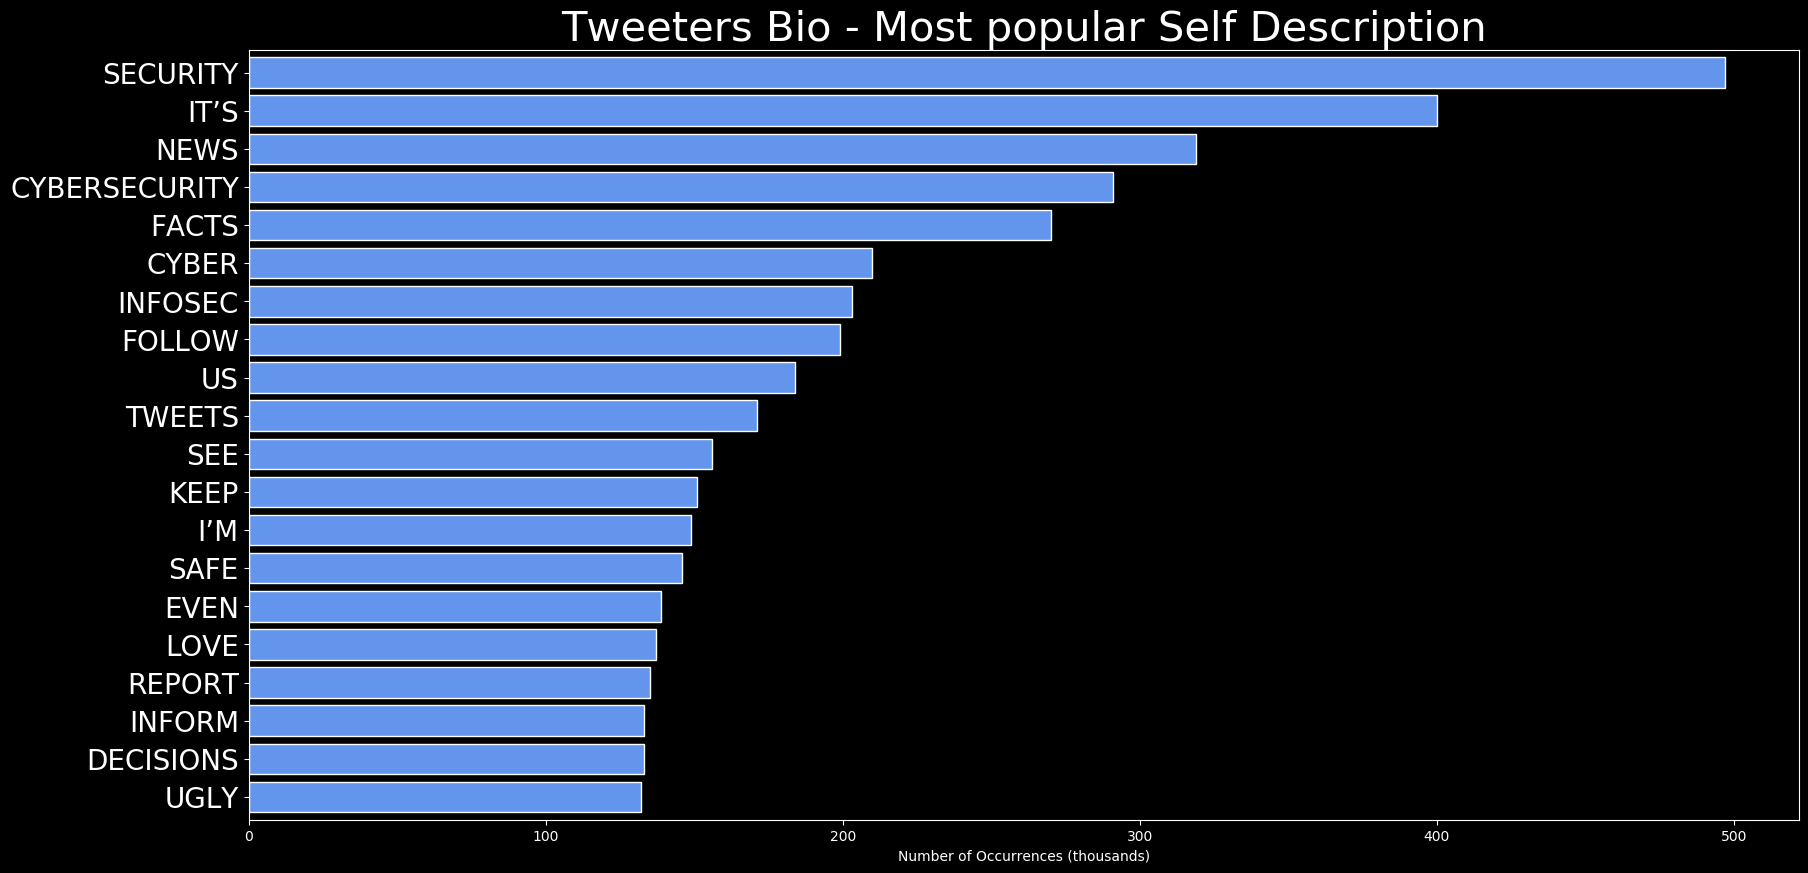 Tweeters Bio - Most popular Self Description
SECURITY
IT’S
NEWS
CYBERSECURITY
FACTS
CYBER
INFOSEC
FOLLOW
US
TWEETS
SEE
KEEP
I’M
SAFE
EVEN
LOVE
REPORT
INFORM
DECISIONS
UGLY
0 100 200 300 400 500
Number of Occurrences (thousands)